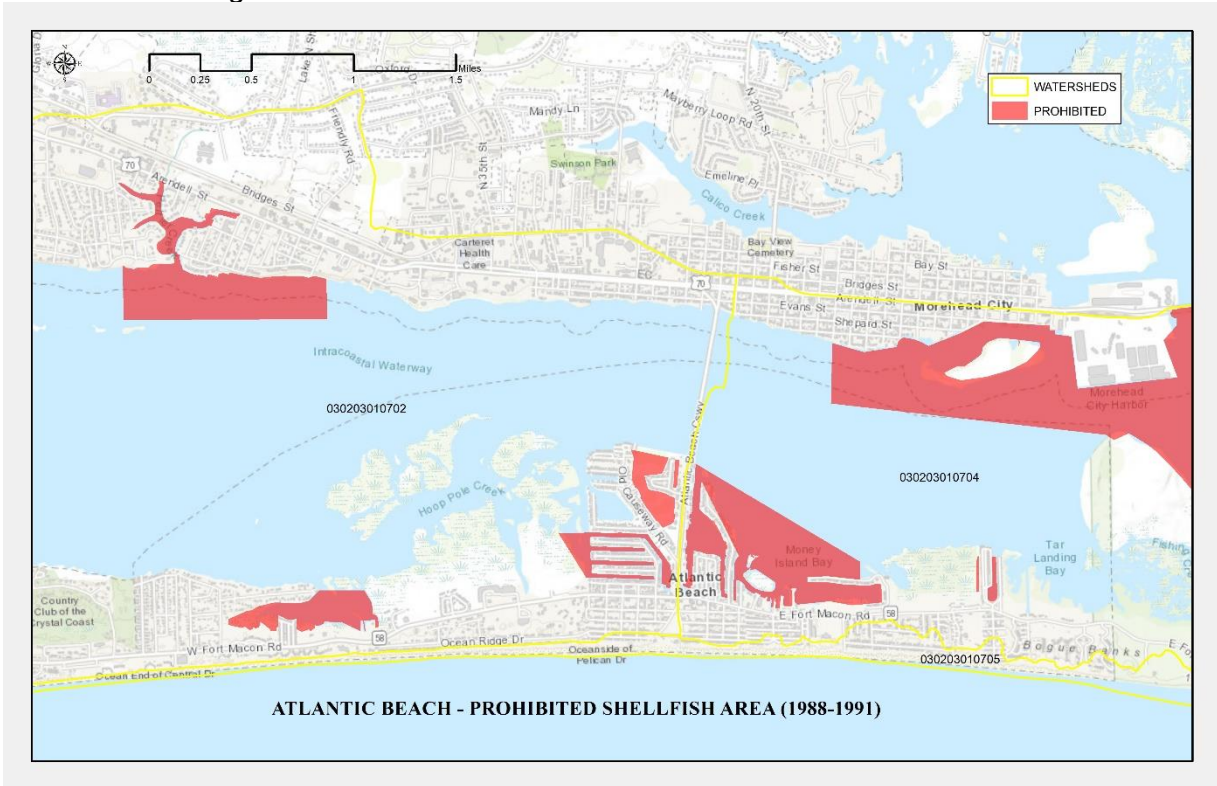 Lake N St
Oxford Dr
0
0.25
0.5
1
1.5
Miles
WATERSHEDS
PROHIBITED
Mandy Ln
Mayberry Loop Rd
N 20th St
Friendly Rd
N 35th St
Swinson Park
Emeline Pl
70
Arendell St
Bridges St
Calico Creek
Carteret
Health
Care
Bay View
Cemetery
Fisher St
Bay St
70
Bridges St
Arendell St
Evans St
Morehead City
Shepard St
Intracoastal Waterway
Morehead
City Harbor
030203010702
030203010704
Atlantic Beach Cswy
Old Causeway Rd
Hoop Pole Creek
Money
Island Bay
Tar
Landing
Bay
Atlantic
Beach
Country
Club of the
Crystal Coast
58
E Fort Macon Rd
58
W Fort Macon Rd
Ocean Ridge Dr
Oceanside of
Pelican Dr
Bogue Banks
030203010705
Ocean End of Central Dr
ATLANTIC BEACH - PROHIBITED SHELLFISH AREA (1988-1991)